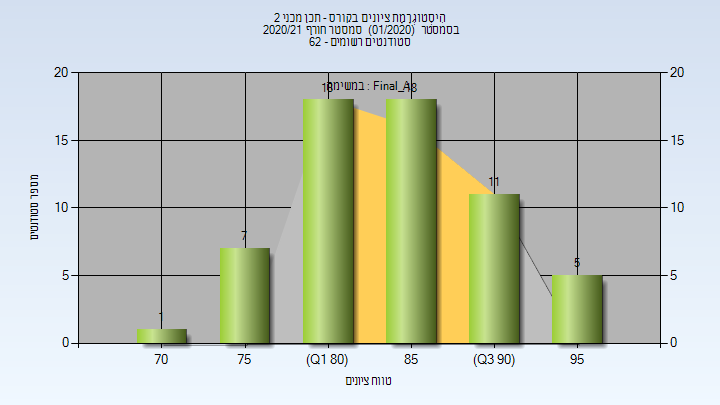 היסטוגרמת ציונים בקורס - תכן מכני 2
בסמסטר (01/2020) סמסטר חורף 2020/21
סטודנטים רשומים - 62
במשימה : Final_A
20
15
10
5
0
20
15
10
5
0
מספר סטודנטים
1
7
18
18
11
5
70
75
(Q1 80)
85
(Q3 90)
95
טווח ציונים